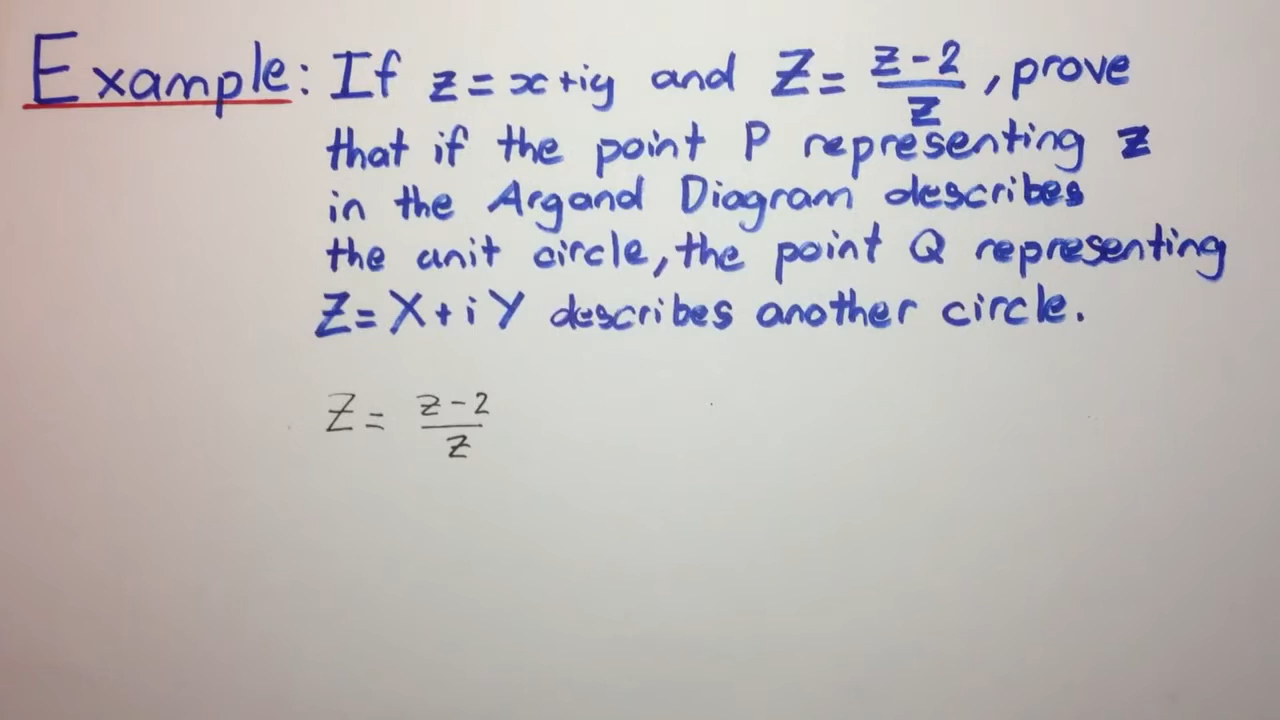 Example: If z = x+iy and Z = z-2/z, prove
that if the point P representing z
in the Argand Diagram describes
the unit circle, the point Q representing
Z = X + iY describes another circle.
Z = z-2/z